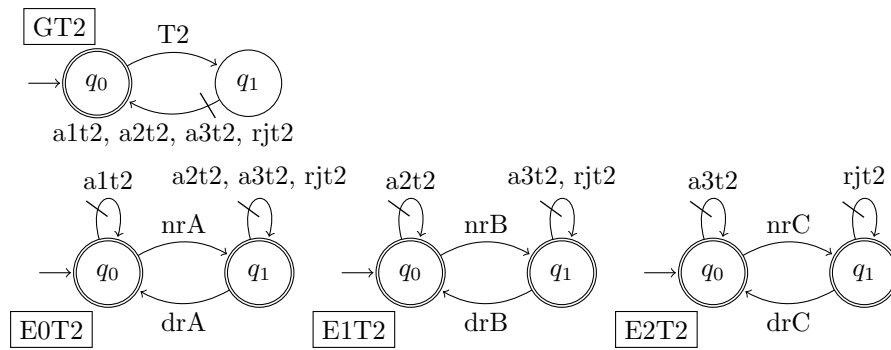 GT2
T2
q0 q1
a1t2, a2t2, a3t2, rjt2
a1t2 a2t2, a3t2, rjt2 a2t2 a3t2, rjt2 a3t2 rjt2
nrA nrB nrC
q0 q1 q0 q1 q0 q1
drA drB drC
E0T2 E1T2 E2T2